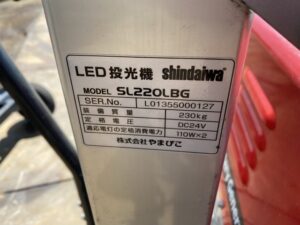 LED投光機 shindaiwa
MODEL SL220LBG
SER.No. L01355000127
装備質量 230kg
定格電圧 DC24V
適応電灯の定格消費電力 110W×2
株式会社やまびこ